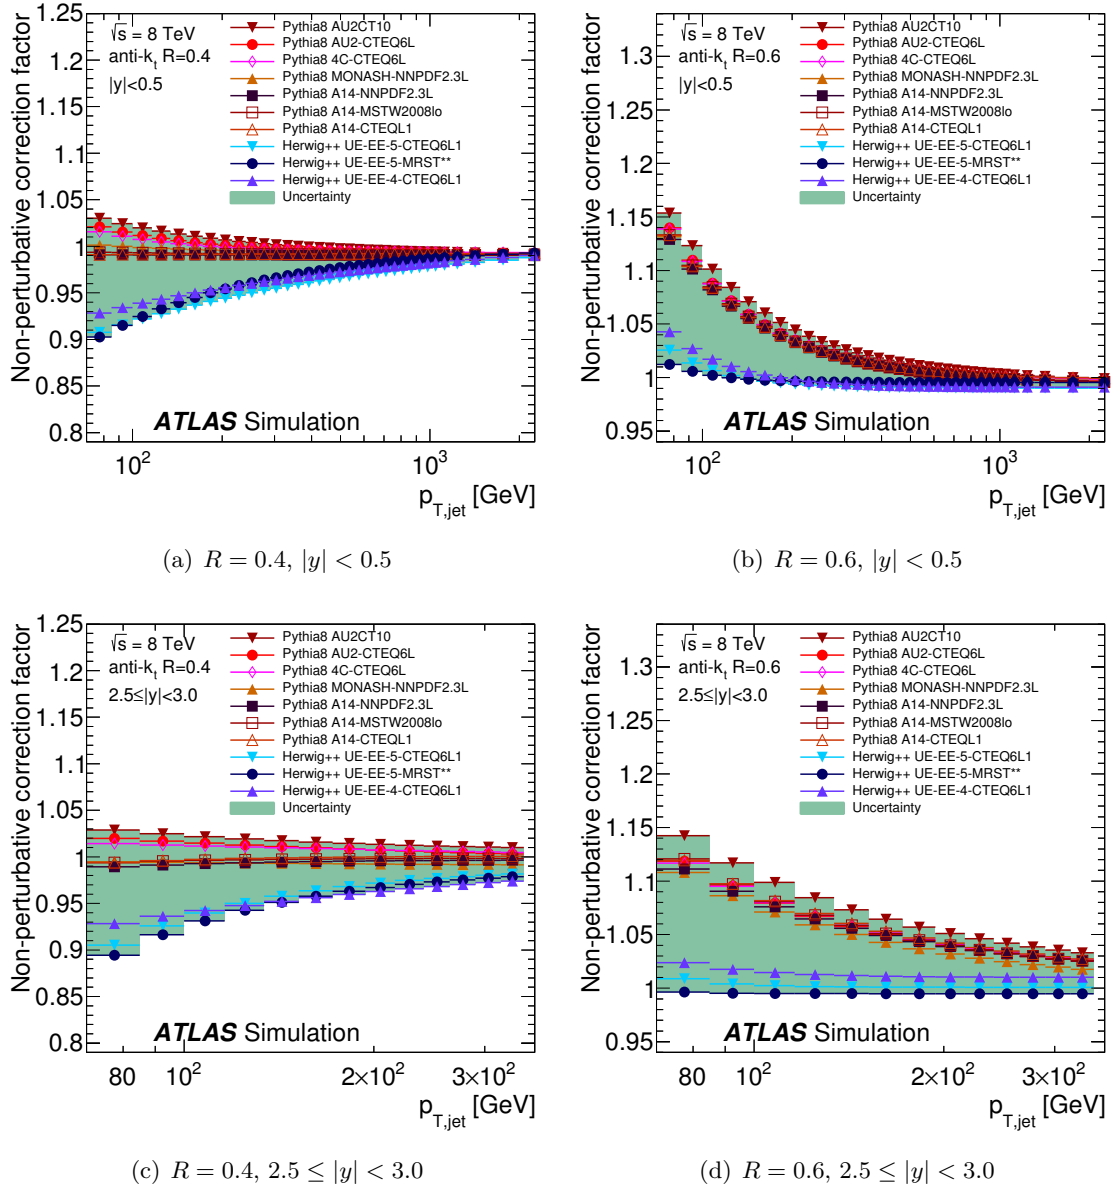 Non-perturbative correction factor
1.25
1.2
1.15
1.1
1.05
1
0.95
0.9
0.85
0.8
√s = 8 TeV
anti-kt R=0.4
|y|<0.5
Pythia8 AU2CT10
Pythia8 AU2-CTEQ6L
Pythia8 4C-CTEQ6L
Pythia8 MONASH-NNPDF2.3L
Pythia8 A14-NNPDF2.3L
Pythia8 A14-MSTW2008lo
Pythia8 A14-CTEQL1
Herwig++ UE-EE-5-CTEQ6L1
Herwig++ UE-EE-5-MRST**
Herwig++ UE-EE-4-CTEQ6L1
Uncertainty
ATLAS Simulation
10² 10³
pT,jet [GeV]
(a) R = 0.4, |y| < 0.5
Non-perturbative correction factor
1.3
1.2
1.15
1.1
1.05
1
0.95
√s = 8 TeV
anti-kt R=0.6
|y|<0.5
Pythia8 AU2CT10
Pythia8 AU2-CTEQ6L
Pythia8 4C-CTEQ6L
Pythia8 MONASH-NNPDF2.3L
Pythia8 A14-NNPDF2.3L
Pythia8 A14-MSTW2008lo
Pythia8 A14-CTEQL1
Herwig++ UE-EE-5-CTEQ6L1
Herwig++ UE-EE-5-MRST**
Herwig++ UE-EE-4-CTEQ6L1
Uncertainty
ATLAS Simulation
10² 10³
pT,jet [GeV]
(b) R = 0.6, |y| < 0.5
Non-perturbative correction factor
1.25
1.2
1.15
1.1
1.05
1
0.95
0.9
0.85
0.8
√s = 8 TeV
anti-kt R=0.4
2.5≤|y|<3.0
Pythia8 AU2CT10
Pythia8 AU2-CTEQ6L
Pythia8 4C-CTEQ6L
Pythia8 MONASH-NNPDF2.3L
Pythia8 A14-NNPDF2.3L
Pythia8 A14-MSTW2008lo
Pythia8 A14-CTEQL1
Herwig++ UE-EE-5-CTEQ6L1
Herwig++ UE-EE-5-MRST**
Herwig++ UE-EE-4-CTEQ6L1
Uncertainty
ATLAS Simulation
80 10² 2×10² 3×10²
pT,jet [GeV]
(c) R = 0.4, 2.5 ≤ |y| < 3.0
Non-perturbative correction factor
1.3
1.2
1.15
1.1
1.05
1
0.95
√s = 8 TeV
anti-kt R=0.6
2.5≤|y|<3.0
Pythia8 AU2CT10
Pythia8 AU2-CTEQ6L
Pythia8 4C-CTEQ6L
Pythia8 MONASH-NNPDF2.3L
Pythia8 A14-NNPDF2.3L
Pythia8 A14-MSTW2008lo
Pythia8 A14-CTEQL1
Herwig++ UE-EE-5-CTEQ6L1
Herwig++ UE-EE-5-MRST**
Herwig++ UE-EE-4-CTEQ6L1
Uncertainty
ATLAS Simulation
80 10² 2×10² 3×10²
pT,jet [GeV]
(d) R = 0.6, 2.5 ≤ |y| < 3.0